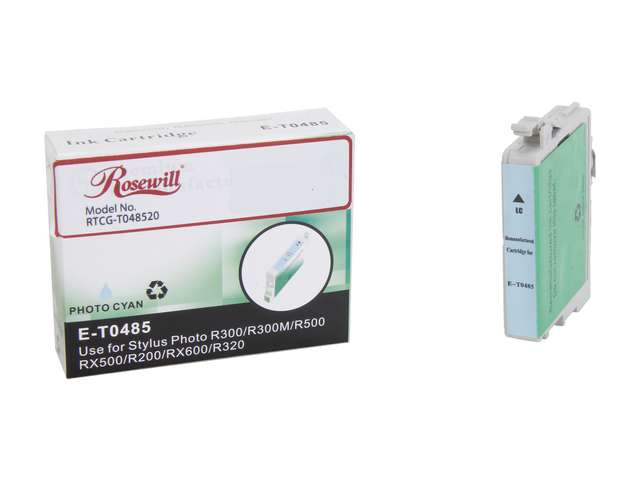 Ink Cartridge
E-T0485
Rosewill
Model No.
RTCG-T048520
PHOTO CYAN
E-T0485
Use for Stylus Photo R300/R300M/R500
RX500/R200/RX600/R320
LC
Remanufactured
Cartridge for
E-T0485